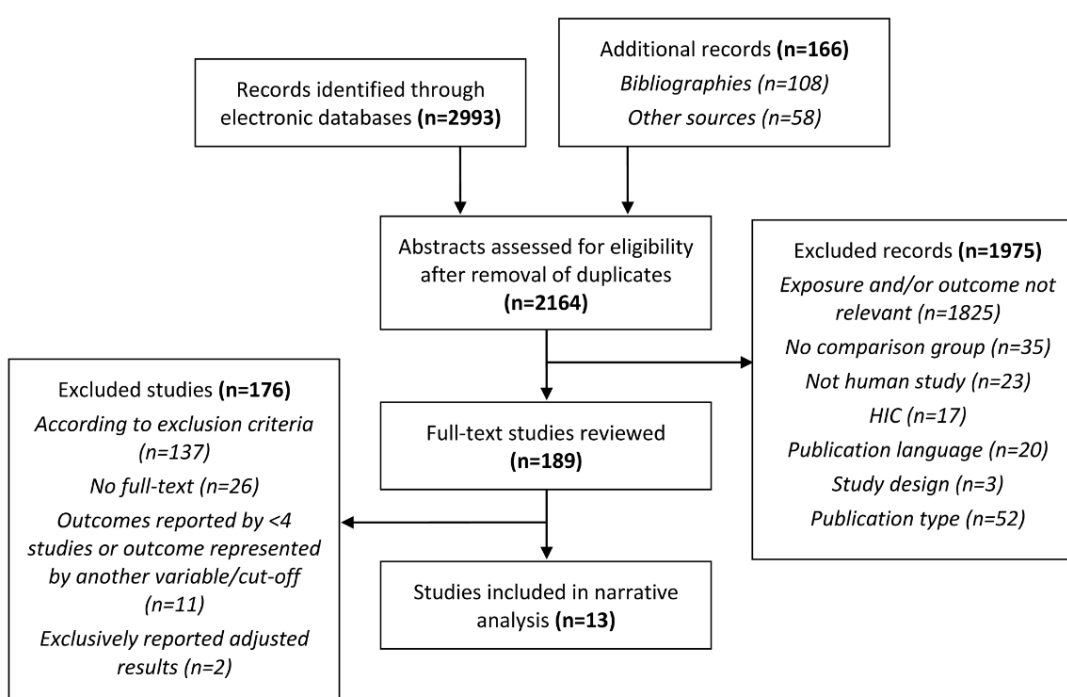 Records identified through
electronic databases (n=2993)
Additional records (n=166)
Bibliographies (n=108)
Other sources (n=58)
Abstracts assessed for eligibility
after removal of duplicates
(n=2164)
Excluded records (n=1975)
Exposure and/or outcome not
relevant (n=1825)
No comparison group (n=35)
Not human study (n=23)
HIC (n=17)
Publication language (n=20)
Study design (n=3)
Publication type (n=52)
Full-text studies reviewed
(n=189)
Excluded studies (n=176)
According to exclusion criteria
(n=137)
No full-text (n=26)
Outcomes reported by <4
studies or outcome represented
by another variable/cut-off
(n=11)
Exclusively reported adjusted
results (n=2)
Studies included in narrative
analysis (n=13)